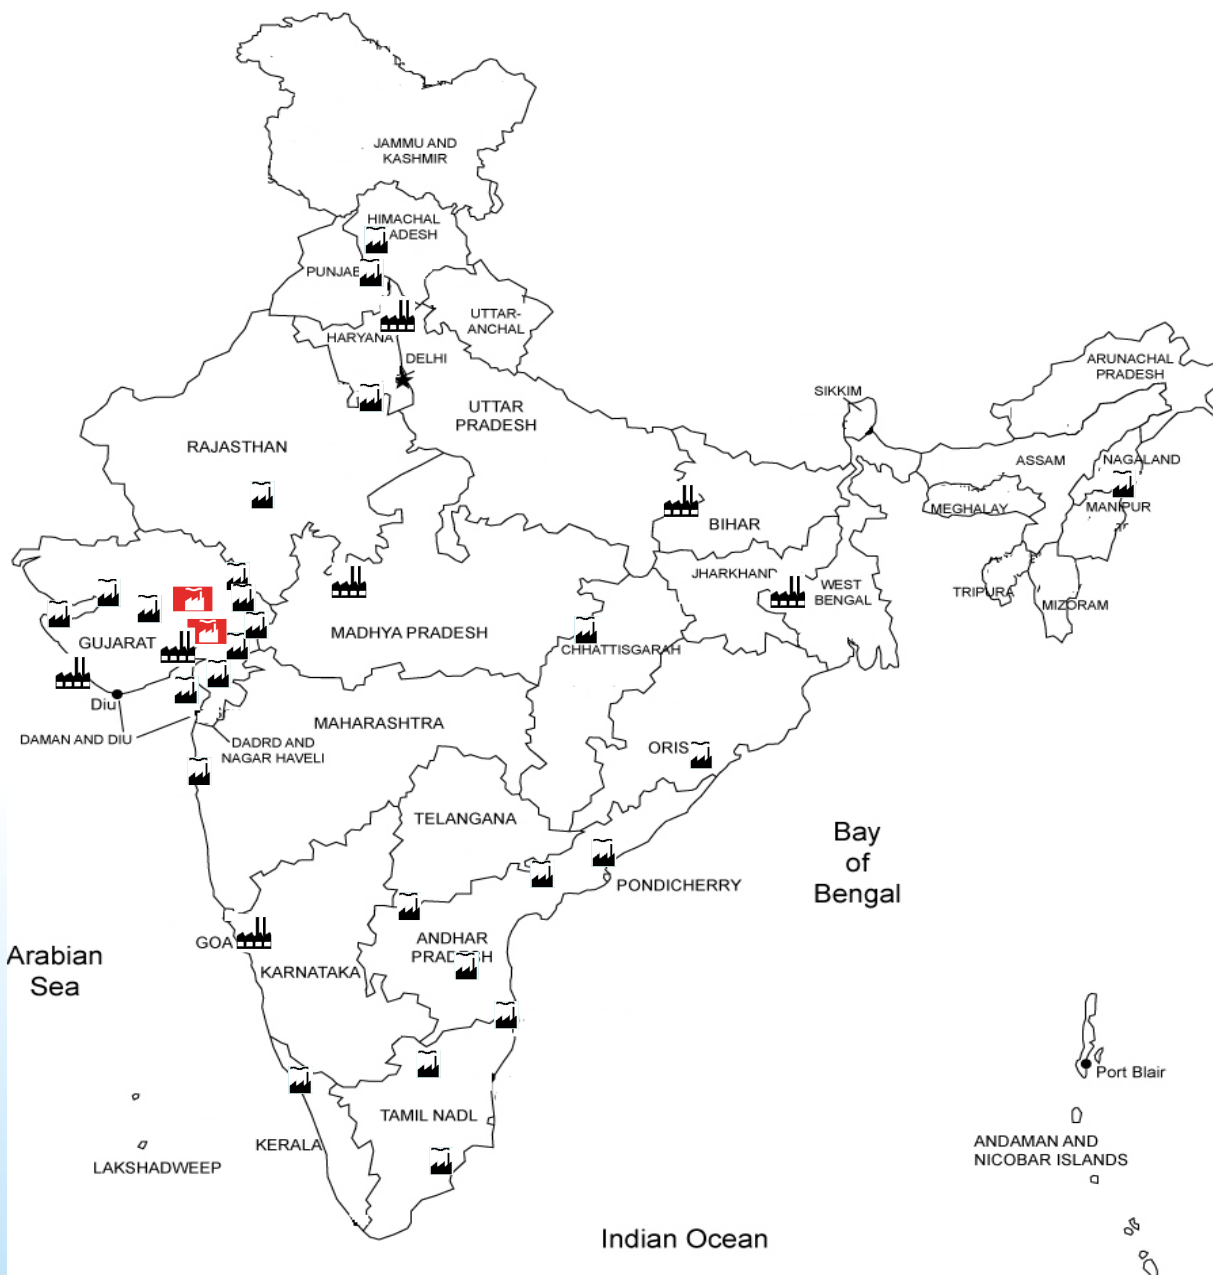 JAMMU AND
KASHMIR
HIMACHAL
ADESH
PUNJAB
UTTAR-
ANCHAL
HARYANA
DELHI
UTTAR
PRADESH
RAJASTHAN
SIKKIM
ARUNACHAL
PRADESH
ASSAM
NAGALAND
MEGHALAY
MANIPUR
BIHAR
JHARKHAND
WEST
BENGAL
TRIPURA
MIZORAM
GUJARAT
MADHYA PRADESH
CHHATTISGARAH
Diu
DAMAN AND DIU
DADRD AND
NAGAR HAVELI
MAHARASHTRA
ORIS
TELANGANA
Bay
of
Bengal
PONDICHERRY
GOA
ANDHAR
PRADESH
KARNATAKA
Arabian
Sea
Port Blair
TAMIL NADL
KERALA
LAKSHADWEEP
ANDAMAN AND
NICOBAR ISLANDS
Indian Ocean